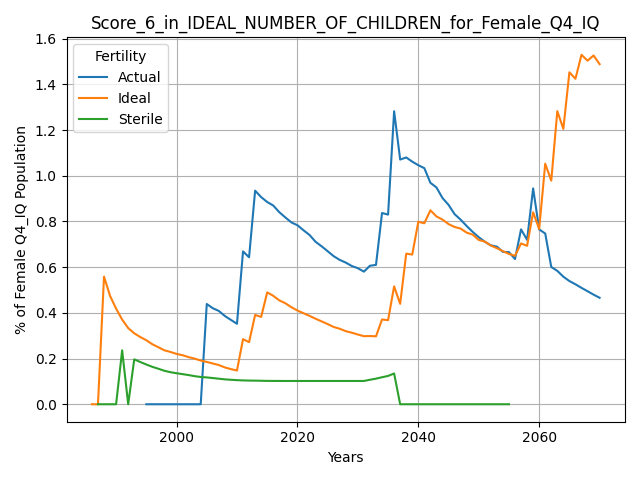 Score_6_in_IDEAL_NUMBER_OF_CHILDREN_for_Female_Q4_IQ
Fertility
Actual
Ideal
Sterile
% of Female Q4_IQ Population
1.6
1.4
1.2
1.0
0.8
0.6
0.4
0.2
0.0
2000
2020
2040
2060
Years